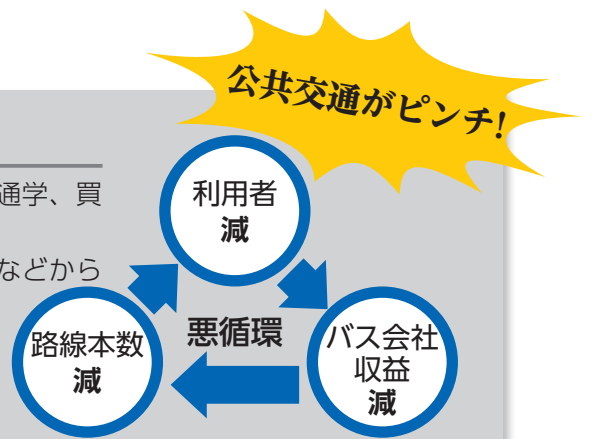 公共交通がピンチ!
通学、買
などから
利用者
減
悪循環
路線本数
減
バス会社
収益
減